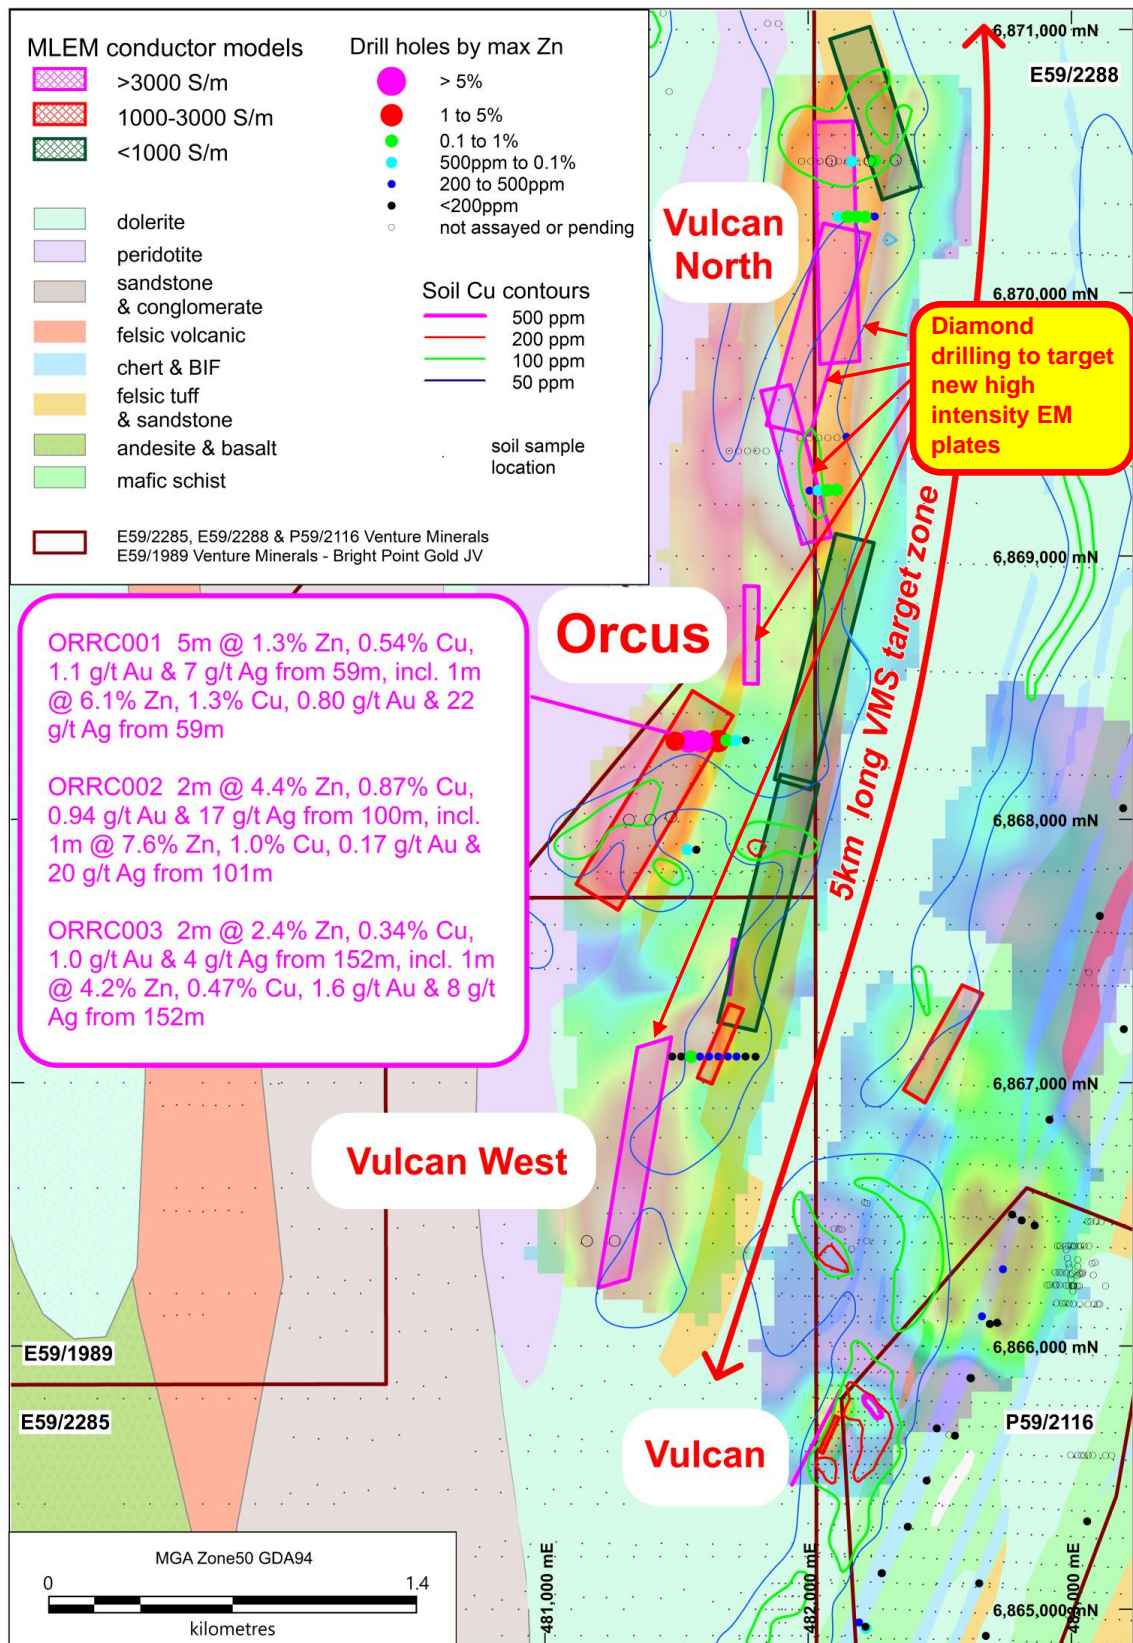 MLEM conductor models
>3000 S/m
1000-3000 S/m
<1000 S/m
dolerite
peridotite
sandstone
& conglomerate
felsic volcanic
chert & BIF
felsic tuff
& sandstone
andesite & basalt
mafic schist
Drill holes by max Zn
> 5%
1 to 5%
0.1 to 1%
500ppm to 0.1%
200 to 500ppm
<200ppm
not assayed or pending
Soil Cu contours
500 ppm
200 ppm
100 ppm
50 ppm
soil sample
location
E59/2285, E59/2288 & P59/2116 Venture Minerals
E59/1989 Venture Minerals - Bright Point Gold JV
6,871,000 mN
E59/2288
Vulcan
North
6,870,000 mN
Diamond
drilling to target
new high
intensity EM
plates
6,869,000 mN
5km long VMS target zone
Orcus
ORRC001 5m @ 1.3% Zn, 0.54% Cu,
1.1 g/t Au & 7 g/t Ag from 59m, incl. 1m
@ 6.1% Zn, 1.3% Cu, 0.80 g/t Au & 22
g/t Ag from 59m
ORRC002 2m @ 4.4% Zn, 0.87% Cu,
0.94 g/t Au & 17 g/t Ag from 100m, incl.
1m @ 7.6% Zn, 1.0% Cu, 0.17 g/t Au &
20 g/t Ag from 101m
ORRC003 2m @ 2.4% Zn, 0.34% Cu,
1.0 g/t Au & 4 g/t Ag from 152m, incl. 1m
@ 4.2% Zn, 0.47% Cu, 1.6 g/t Au & 8 g/t
Ag from 152m
6,868,000 mN
6,867,000 mN
Vulcan West
6,866,000 mN
E59/1989
E59/2285
P59/2116
Vulcan
6,865,000mN
481,000 mE
482,000 mE
483,000 mE
MGA Zone50 GDA94
0
1.4
kilometres